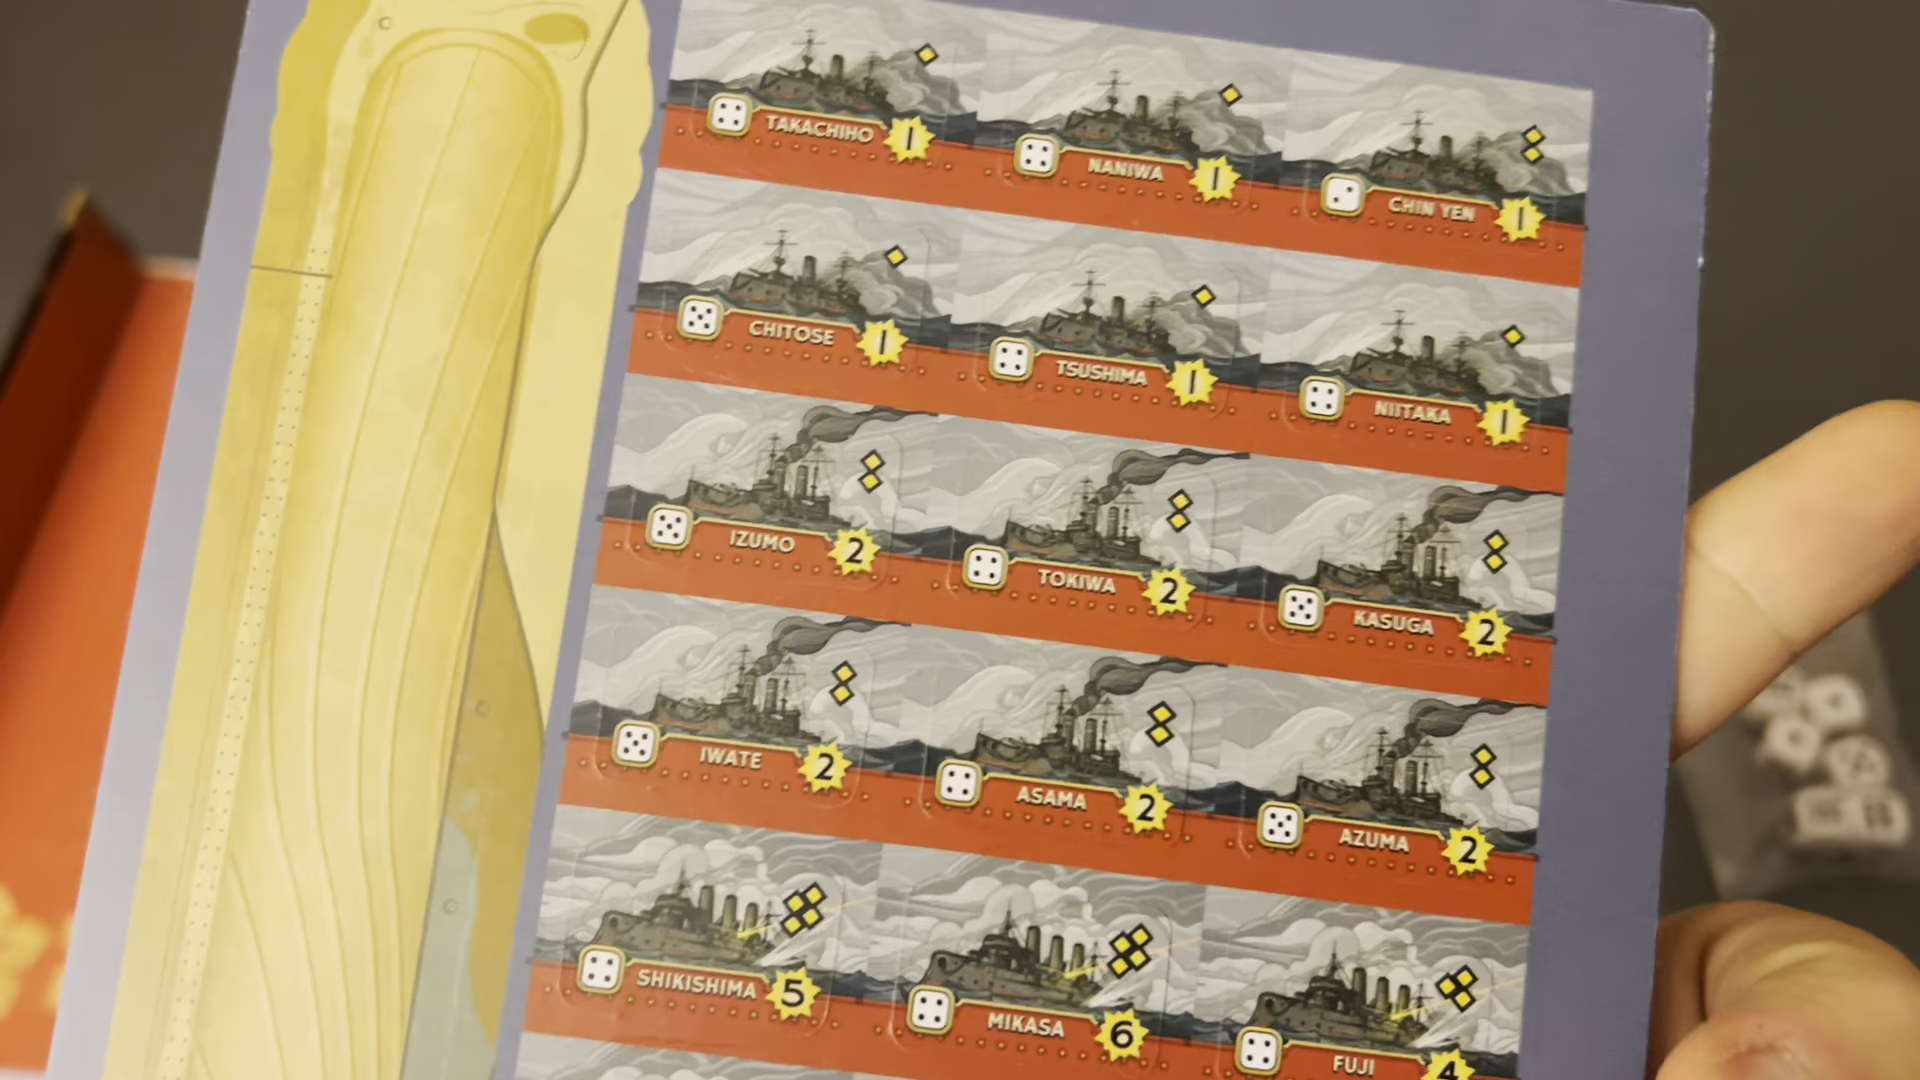 TAKACHIHO 1
NANIWA 1
CHIN YEN 1
CHITOSE 1
TSUSHIMA 1
NIITAKA 1
IZUMO 2
TOKIWA 2
KASUGA 2
IWATE 2
ASAMA 2
AZUMA 2
SHIKISHIMA 5
MIKASA 6
FUJI 4